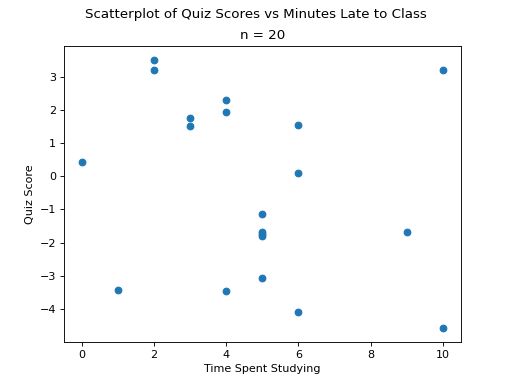 Scatterplot of Quiz Scores vs Minutes Late to Class
n = 20
3
2
1
0
−1
−2
−3
−4
Quiz Score
0 2 4 6 8 10
Time Spent Studying